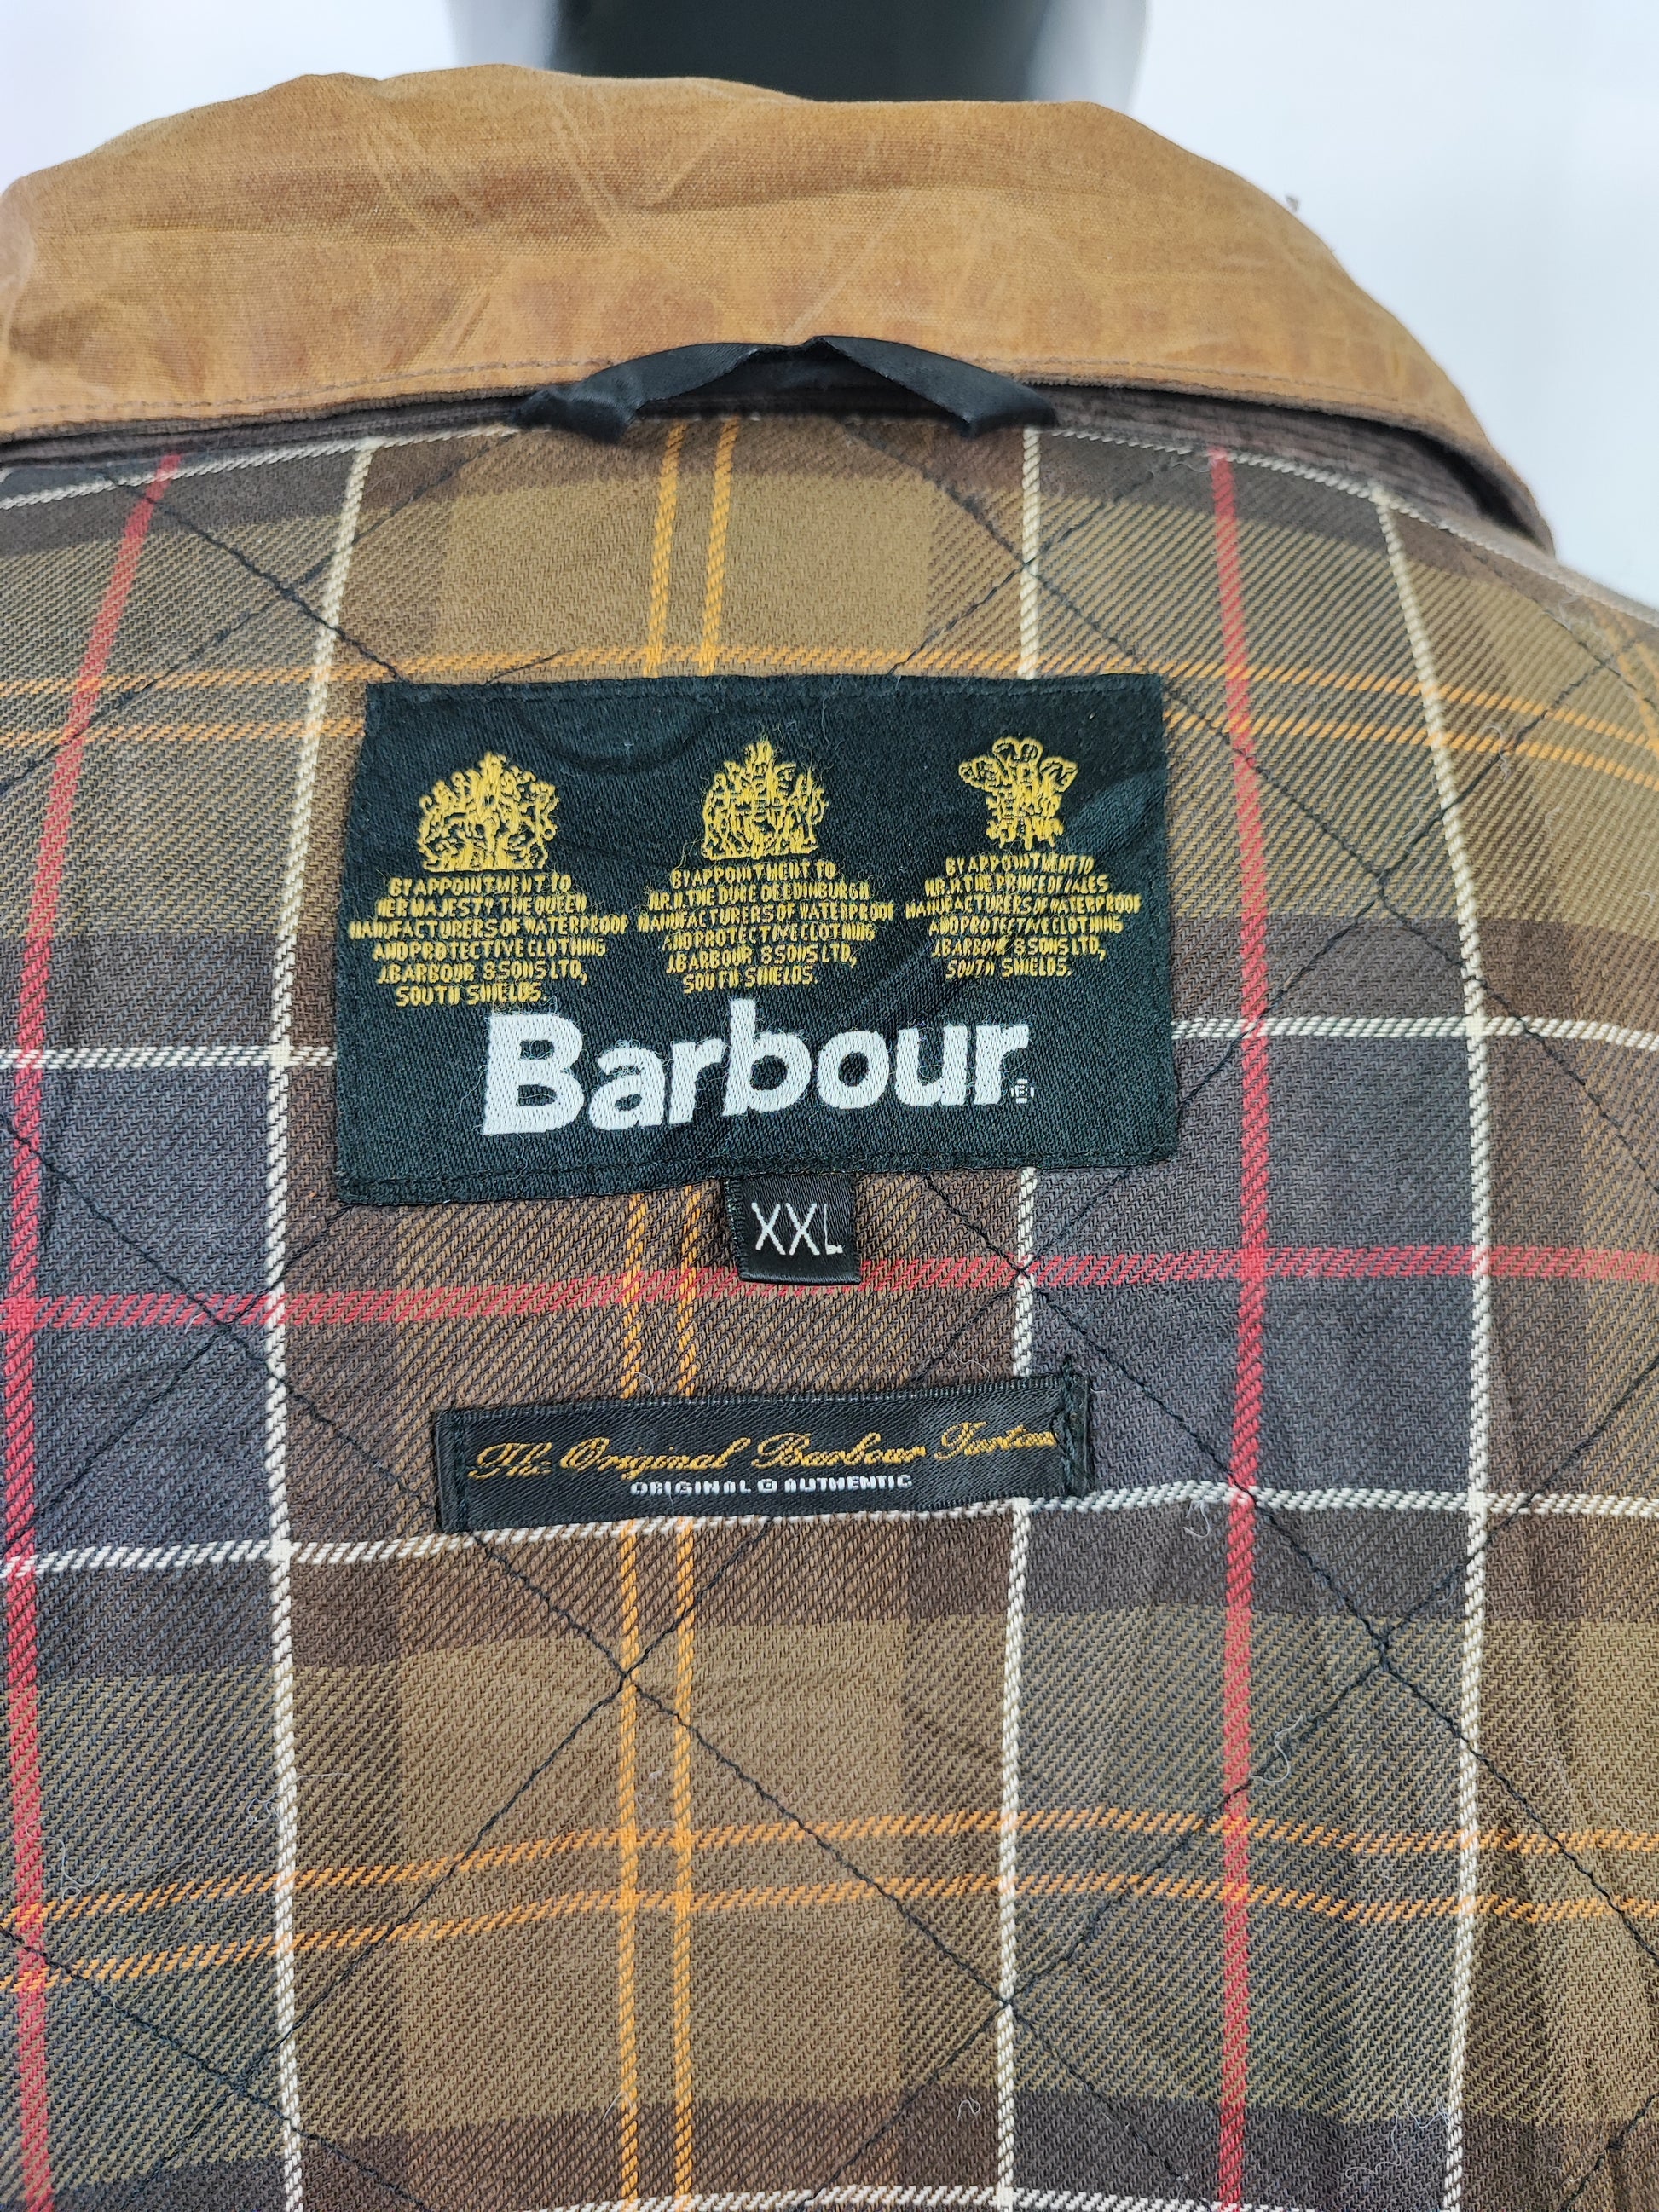 BY APPOINTMENT TO
HER MAJESTY THE QUEEN
MANUFACTURERS OF WATERPROOF
AND PROTECTIVE CLOTHING
J.BARBOUR & SONS LTD,
SOUTH SHIELDS.
BY APPOINTMENT TO
H.R.H. THE DUKE OF EDINBURGH
MANUFACTURERS OF WATERPROOF
AND PROTECTIVE CLOTHING
J.BARBOUR & SONS LTD,
SOUTH SHIELDS.
BY APPOINTMENT TO
H.R.H. THE PRINCE OF WALES
MANUFACTURERS OF WATERPROOF
AND PROTECTIVE CLOTHING
J.BARBOUR & SONS LTD,
SOUTH SHIELDS.
Barbour®
XXL
The Original Barbour Tartan
ORIGINAL & AUTHENTIC